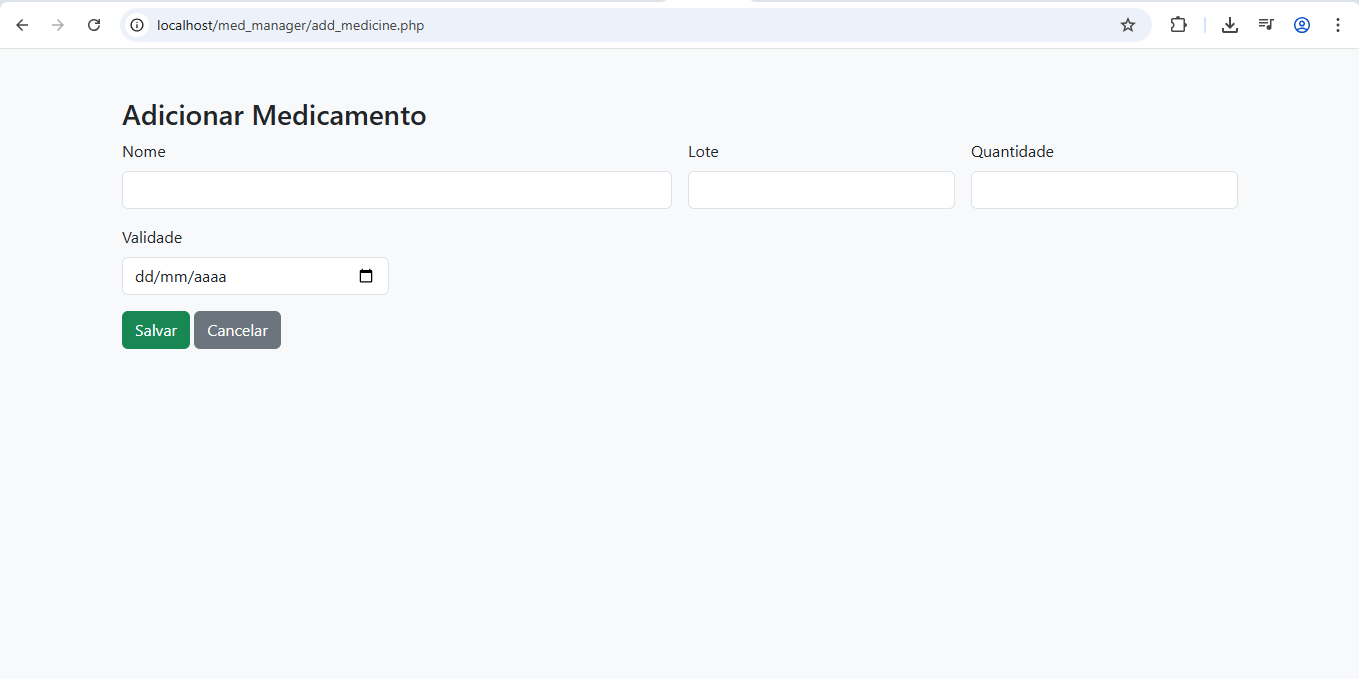 localhost/med_manager/add_medicine.php
Adicionar Medicamento
Nome Lote Quantidade
Validade
dd/mm/aaaa
Salvar Cancelar